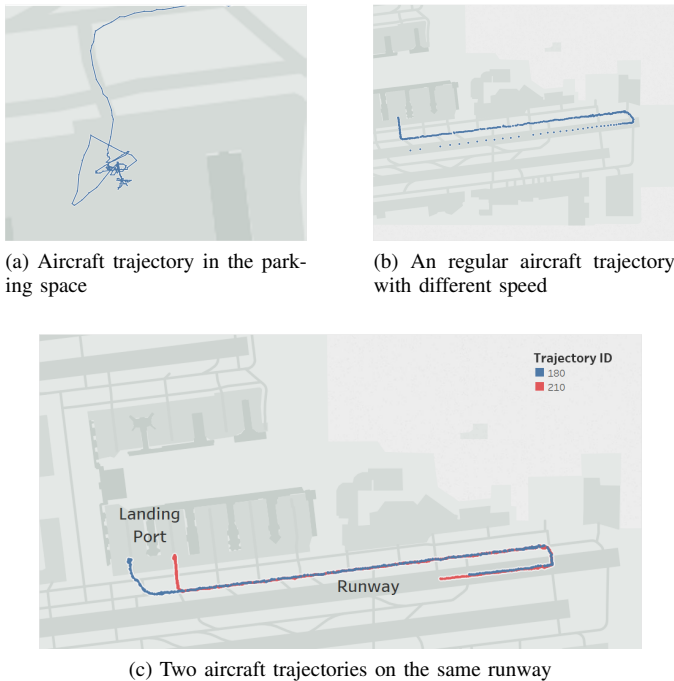 (a) Aircraft trajectory in the park-
ing space
(b) An regular aircraft trajectory
with different speed
Trajectory ID
180
210
Landing
Port
Runway
(c) Two aircraft trajectories on the same runway